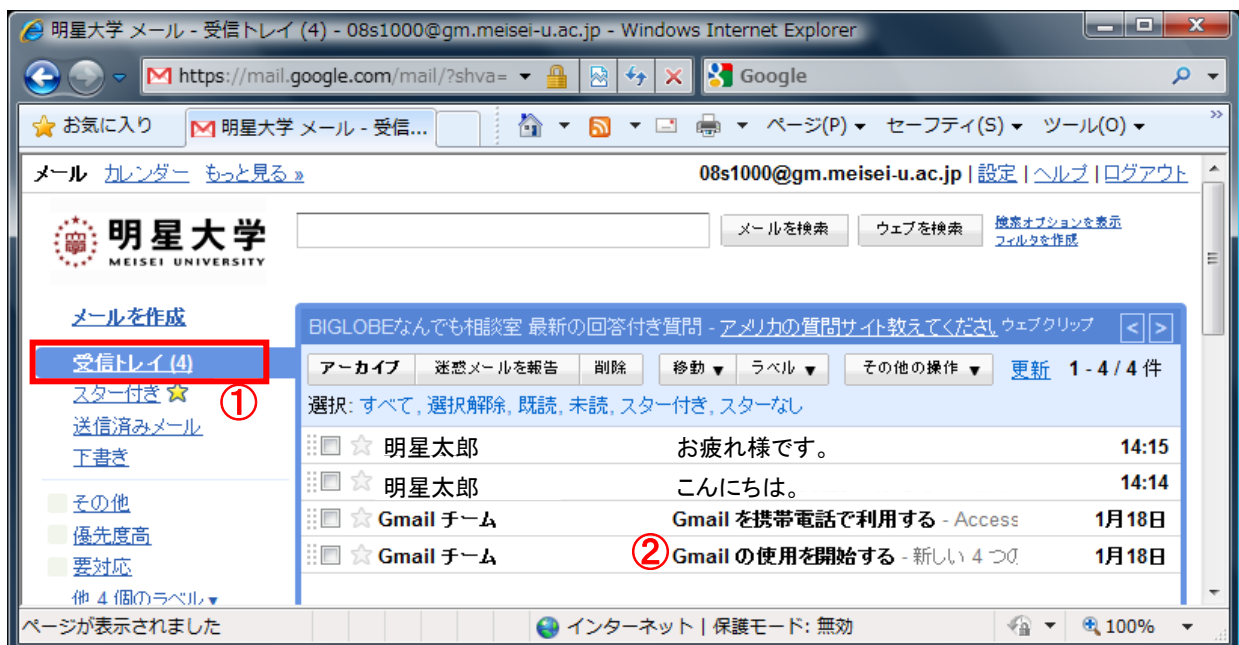 明星大学 メール - 受信トレイ (4) - 08s1000@gm.meisei-u.ac.jp - Windows Internet Explorer
https://mail.google.com/mail/?shva= Google
お気に入り 明星大学 メール - 受信... ページ(P) セーフティ(S) ツール(O) »
メール カレンダー もっと見る » 08s1000@gm.meisei-u.ac.jp | 設定 | ヘルプ | ログアウト
明星大学
MEISEI UNIVERSITY
メールを検索 ウェブを検索 検索オプションを表示
フィルタを作成
メールを作成
BIGLOBEなんでも相談室 最新の回答付き質問 - アメリカの質問サイト教えてくださ ウェブクリップ < >
受信トレイ (4)
①
アーカイブ 迷惑メールを報告 削除 移動 ▼ ラベル ▼ その他の操作 ▼ 更新 1 - 4 / 4 件
スター付き
選択: すべて, 選択解除, 既読, 未読, スター付き, スターなし
送信済みメール
下書き
明星太郎 お疲れ様です。 14:15
明星太郎 こんにちは。 14:14
その他
Gmail チーム Gmail を携帯電話で利用する - Access 1月18日
優先度高
② Gmail チーム Gmail の使用を開始する - 新しい 4 つの 1月18日
要対応
他 4 個のラベル ▼
ページが表示されました インターネット | 保護モード: 無効 100%